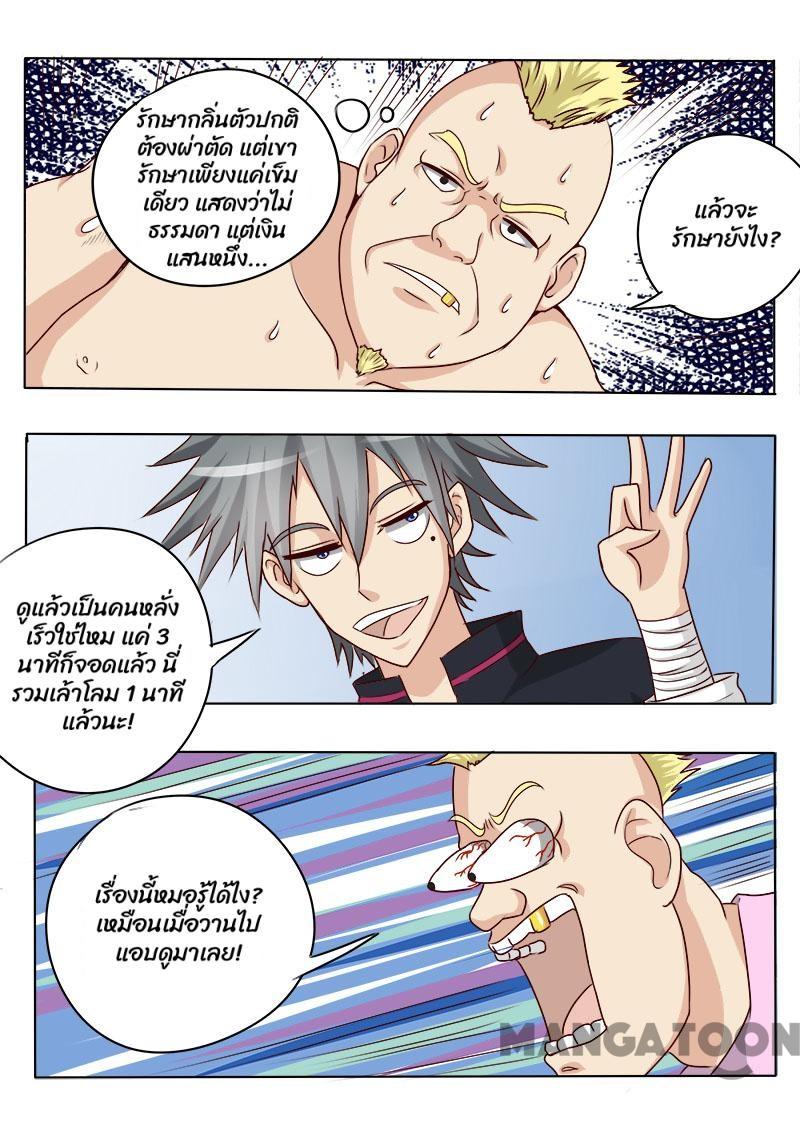 รักษากลิ่นตัวปกติ
ต้องผ่าตัด แต่เขา
รักษาเพียงแค่เข็ม
เดียว แสดงว่าไม่
ธรรมดา แต่เงิน
แสนหนึ่ง...
แล้วจะ
รักษายังไง?
ดูแล้วเป็นคนหลั่ง
เร็วใช่ไหม แค่ 3
นาทีก็จอดแล้ว นี่
รวมเล้าโลม 1 นาที
แล้วนะ!
เรื่องนี้หมอรู้ได้ไง?
เหมือนเมื่อวานไป
แอบดูมาเลย!
MANGATOON